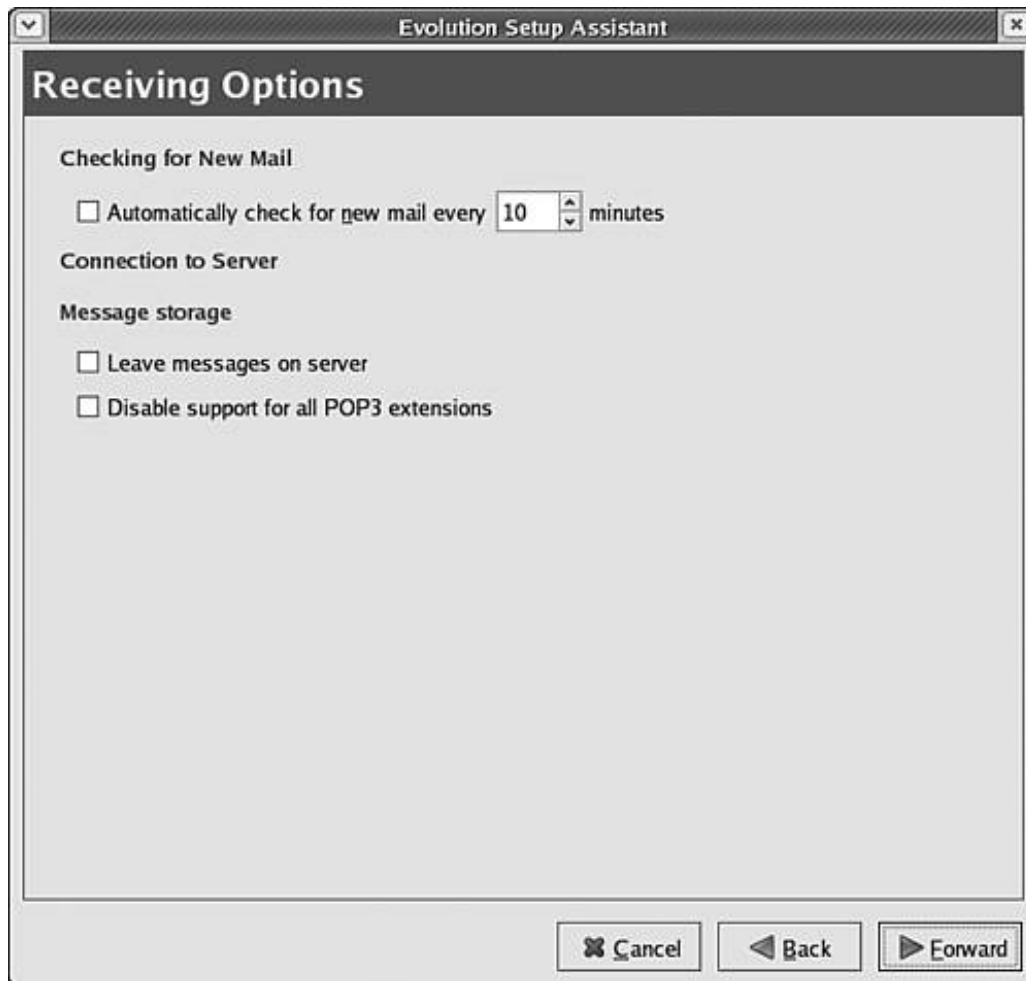 Evolution Setup Assistant
Receiving Options
Checking for New Mail
Automatically check for new mail every 10 minutes
Connection to Server
Message storage
Leave messages on server
Disable support for all POP3 extensions
Cancel Back Forward